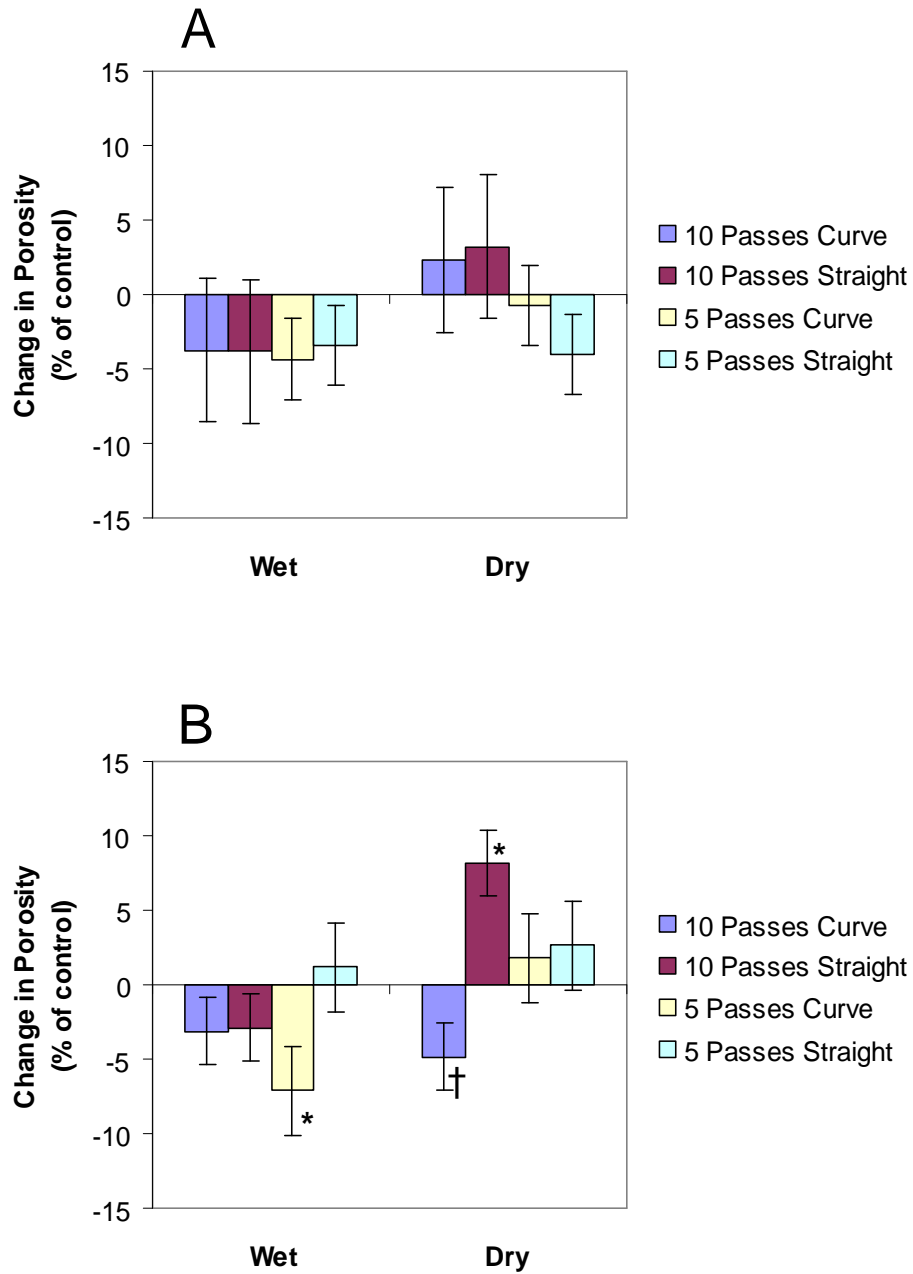 A
Change in Porosity
(% of control)
15
10
5
0
-5
-10
-15
Wet Dry
10 Passes Curve
10 Passes Straight
5 Passes Curve
5 Passes Straight
B
Change in Porosity
(% of control)
15
10
5
0
-5
-10
-15
*
*
†
Wet Dry
10 Passes Curve
10 Passes Straight
5 Passes Curve
5 Passes Straight